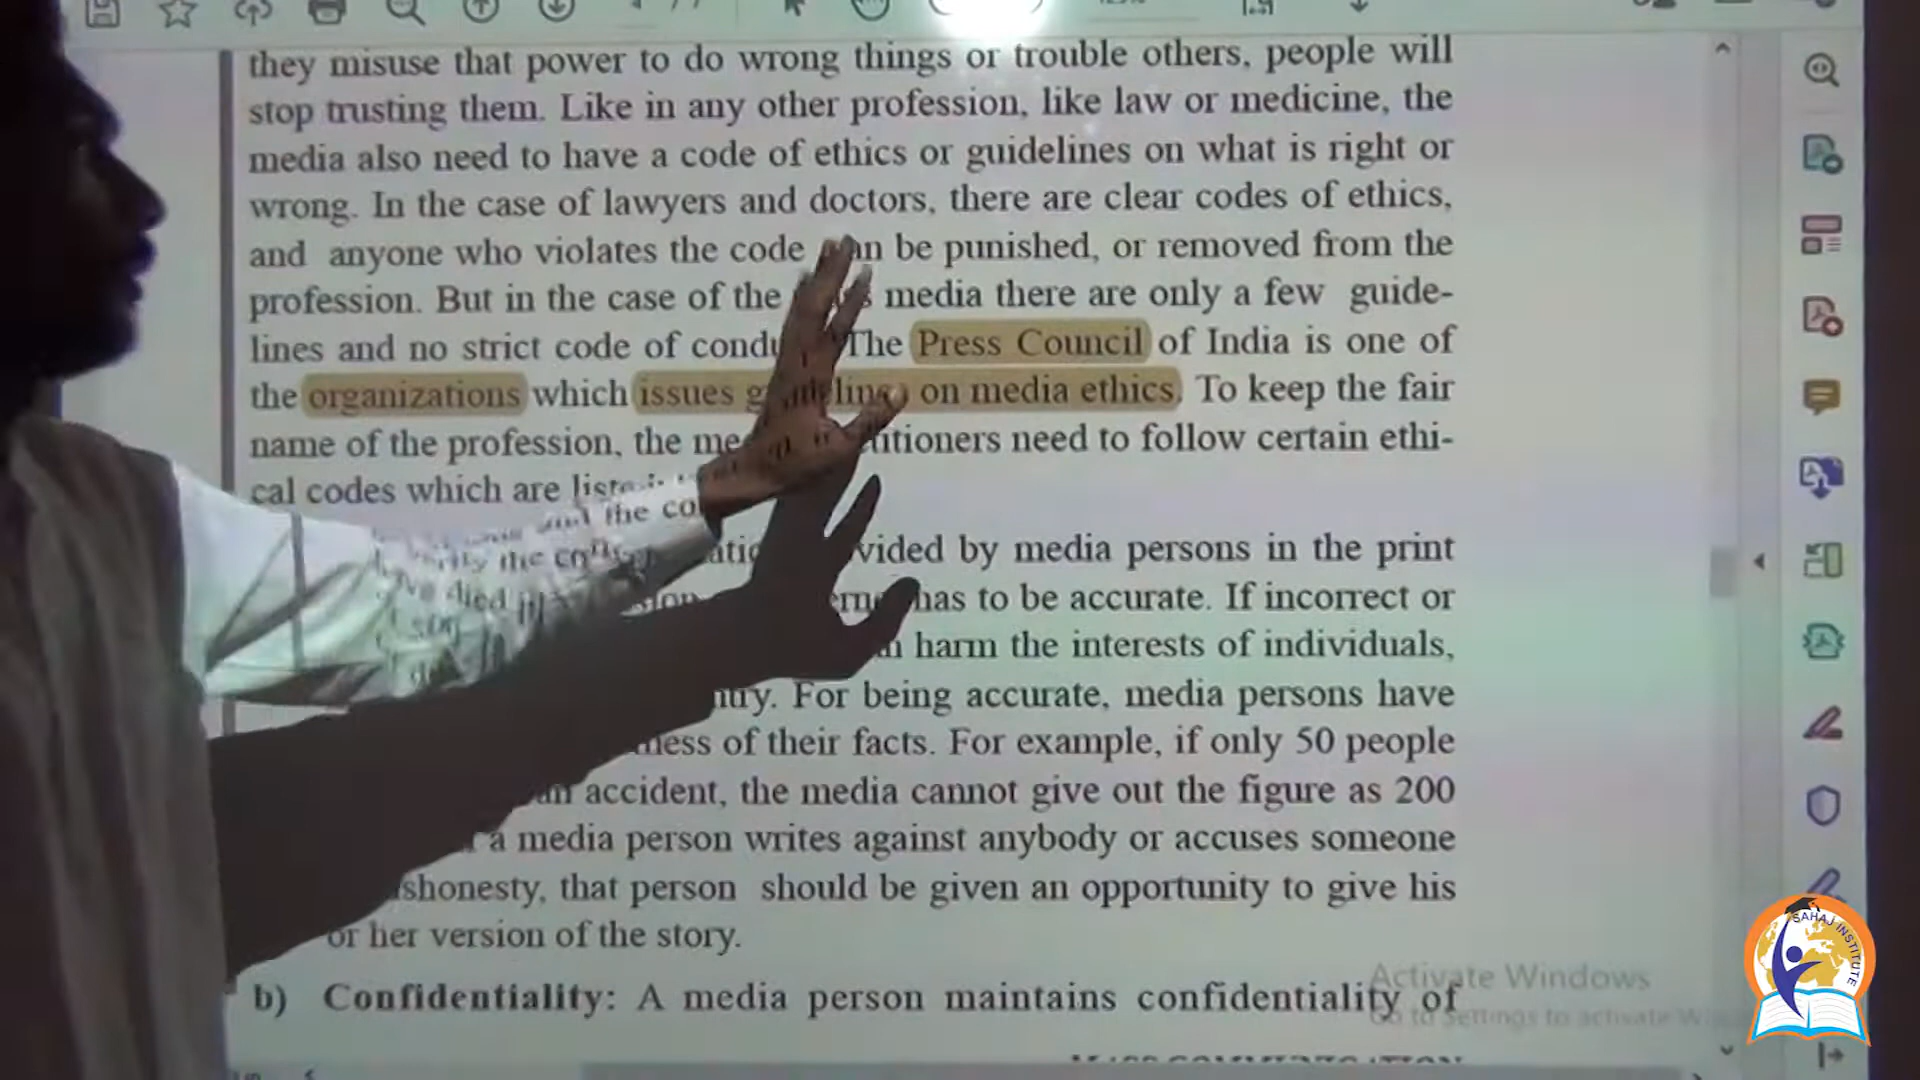 they misuse that power to do wrong things or trouble others, people will
stop trusting them. Like in any other profession, like law or medicine, the
media also need to have a code of ethics or guidelines on what is right or
wrong. In the case of lawyers and doctors, there are clear codes of ethics,
and anyone who violates the code be punished, or removed from the
profession. But in the case of the media there are only a few guide-
lines and no strict code of The Press Council of India is one of
the organizations which issues on media ethics. To keep the fair
name of the profession, the need to follow certain ethi-
cal codes which are
by media persons in the print
has to be accurate. If incorrect or
harm the interests of individuals,
For being accurate, media persons have
of their facts. For example, if only 50 people
accident, the media cannot give out the figure as 200
a media person writes against anybody or accuses someone
that person should be given an opportunity to give his
or her version of the story.
b) Confidentiality: A media person maintains confidentiality of
Activate Windows
Go to Settings to activate
SAHAJ INSTITUTE